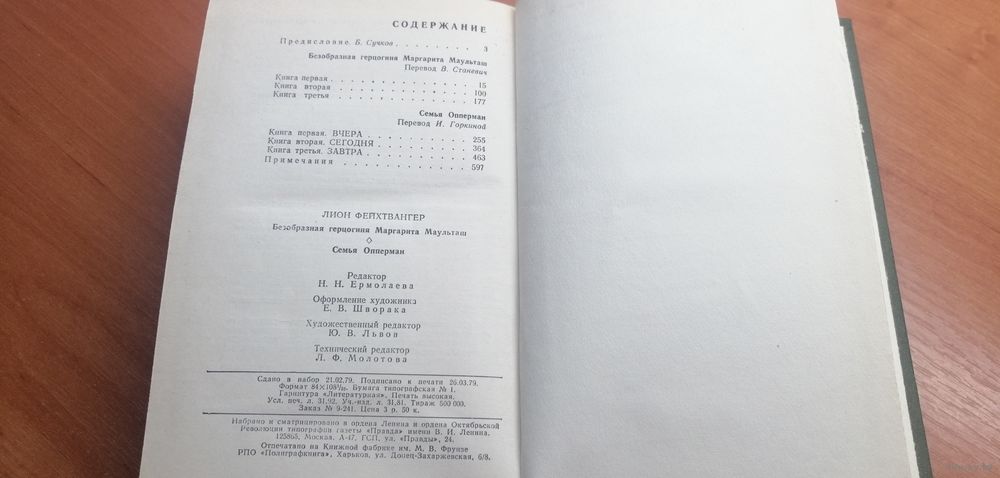 СОДЕРЖАНИЕ
Предисловие. Б. Сучков . . . . . . . . 3
Безобразная герцогиня Маргарита Маульташ
Перевод В. Станевич
Книга первая . . . . . . . . . . . . 15
Книга вторая . . . . . . . . . . . . 100
Книга третья . . . . . . . . . . . . 177
Семья Опперман
Перевод И. Горкиной
Книга первая. ВЧЕРА . . . . . . . . . 255
Книга вторая. СЕГОДНЯ . . . . . . . . 364
Книга третья. ЗАВТРА . . . . . . . . . 463
Примечания . . . . . . . . . . . 597
ЛИОН ФЕЙХТВАНГЕР
Безобразная герцогиня Маргарита Маульташ
◇
Семья Опперман
Редактор
Н. Н. Ермолаева
Оформление художника
Е. В. Шворака
Художественный редактор
Ю. В. Львов
Технический редактор
Л. Ф. Молотова
Сдано в набор 21.02.79. Подписано к печати 26.03.79.
Формат 84×108¹/₃₂. Бумага типографская № 1.
Гарнитура «Литературная». Печать высокая.
Усл. печ. л. 31,92. Уч.-изд. л. 31,81. Тираж 500 000.
Заказ № 9-241. Цена 3 р. 50 к.
Набрано и сматрицировано в ордена Ленина и ордена Октябрьской
Революции типографии газеты «Правда» имени В. И. Ленина.
125865, Москва, А-47, ГСП, ул. «Правды», 24.
Отпечатано на Книжной фабрике им. М. В. Фрунзе
РПО «Полиграфкнига», Харьков, ул. Донец-Захаржевская, 6/8.